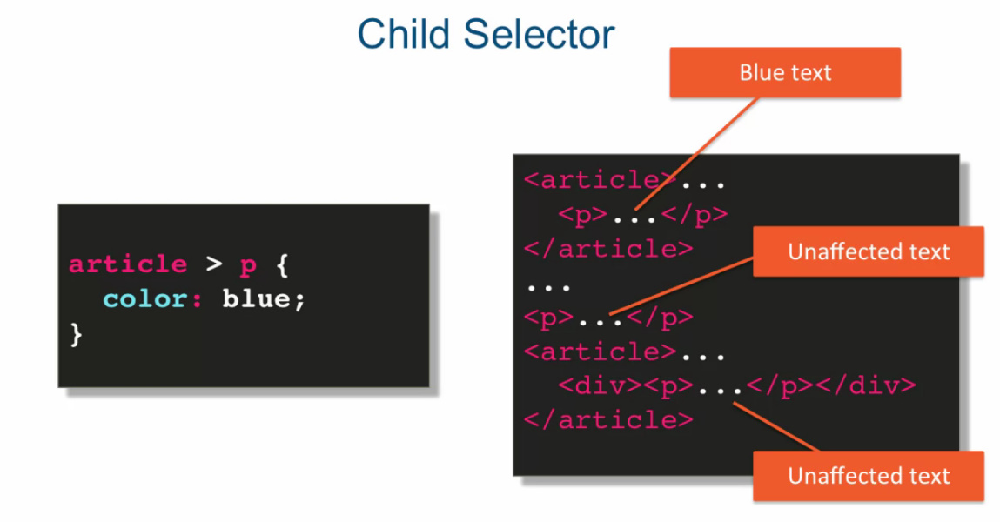 Child Selector
Blue text
article > p {
  color: blue;
}
<article>...
  <p>...</p>
</article>
Unaffected text
...
<p>...</p>
<article>...
  <div><p>...</p></div>
</article>
Unaffected text